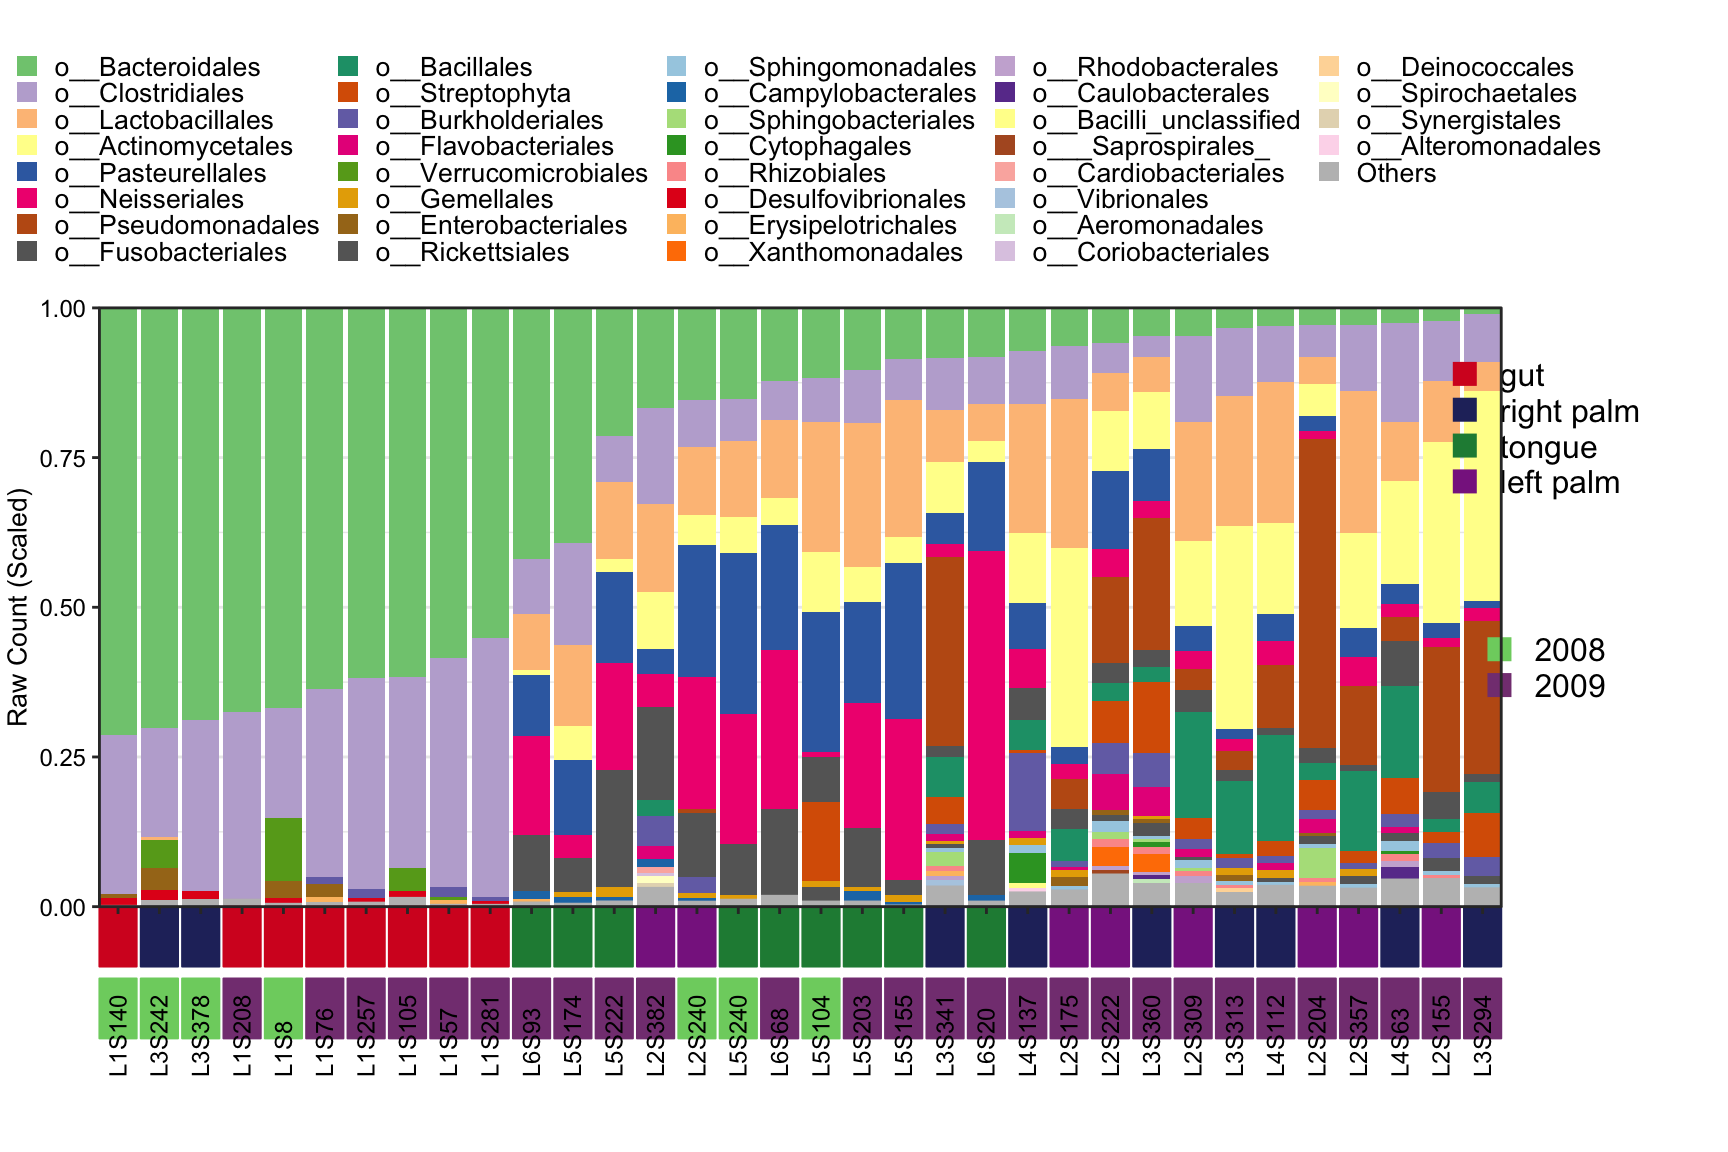 o__Bacteroidales o__Bacillales o__Sphingomonadales o__Rhodobacterales o__Deinococcales
o__Clostridiales o__Streptophyta o__Campylobacterales o__Caulobacterales o__Spirochaetales
o__Lactobacillales o__Burkholderiales o__Sphingobacteriales o__Bacilli_unclassified o__Synergistales
o__Actinomycetales o__Flavobacteriales o__Cytophagales o___Saprospirales_ o__Alteromonadales
o__Pasteurellales o__Verrucomicrobiales o__Rhizobiales o__Cardiobacteriales Others
o__Neisseriales o__Gemellales o__Desulfovibrionales o__Vibrionales
o__Pseudomonadales o__Enterobacteriales o__Erysipelotrichales o__Aeromonadales
o__Fusobacteriales o__Rickettsiales o__Xanthomonadales o__Coriobacteriales
Raw Count (Scaled)
1.00
0.75
0.50
0.25
0.00
gut
right palm
tongue
left palm
2008
2009
L1S140
L3S242
L3S378
L1S208
L1S8
L1S76
L1S257
L1S105
L1S57
L1S281
L6S93
L5S174
L5S222
L2S382
L2S240
L5S240
L6S68
L5S104
L5S203
L5S155
L3S341
L6S20
L4S137
L2S175
L2S222
L3S360
L2S309
L3S313
L4S112
L2S204
L2S357
L4S63
L2S155
L3S294